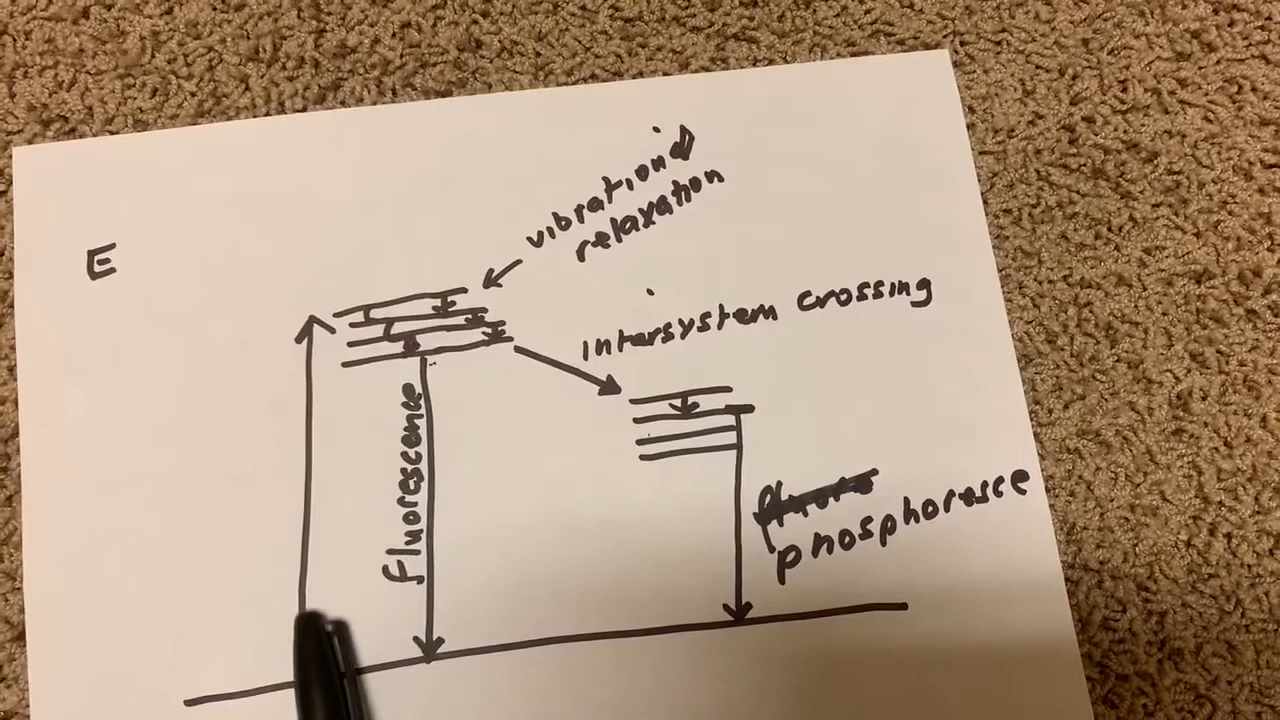 E
vibrational
relaxation
Intersystem crossing
fluorescence
phosphoresce